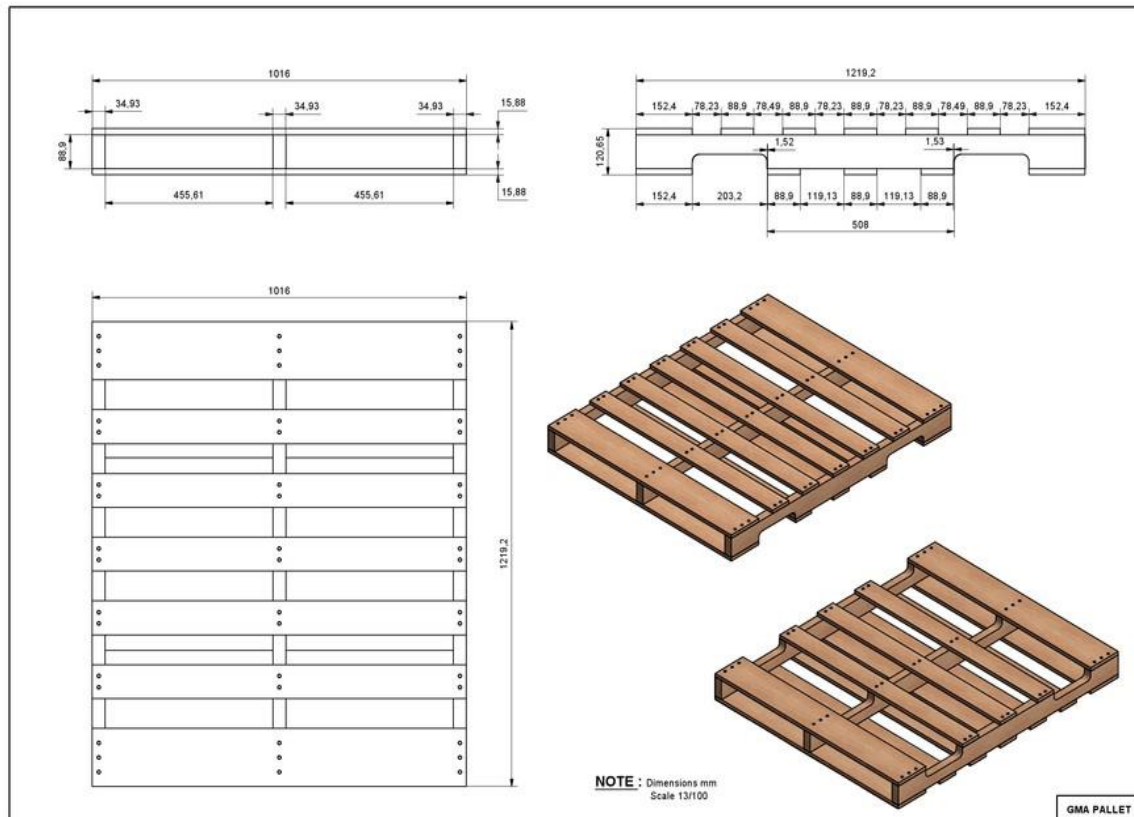 1016
34,93 34,93 34,93 15,88
88,9
455,61 455,61 15,88
1219,2
152,4 78,23 88,9 78,49 88,9 78,23 88,9 78,23 88,9 78,49 88,9 78,23 152,4
120,65 1,52 1,53
152,4 203,2 88,9 119,13 88,9 119,13 88,9
508
1016
1219,2
NOTE : Dimensions mm
Scale 13/100
GMA PALLET